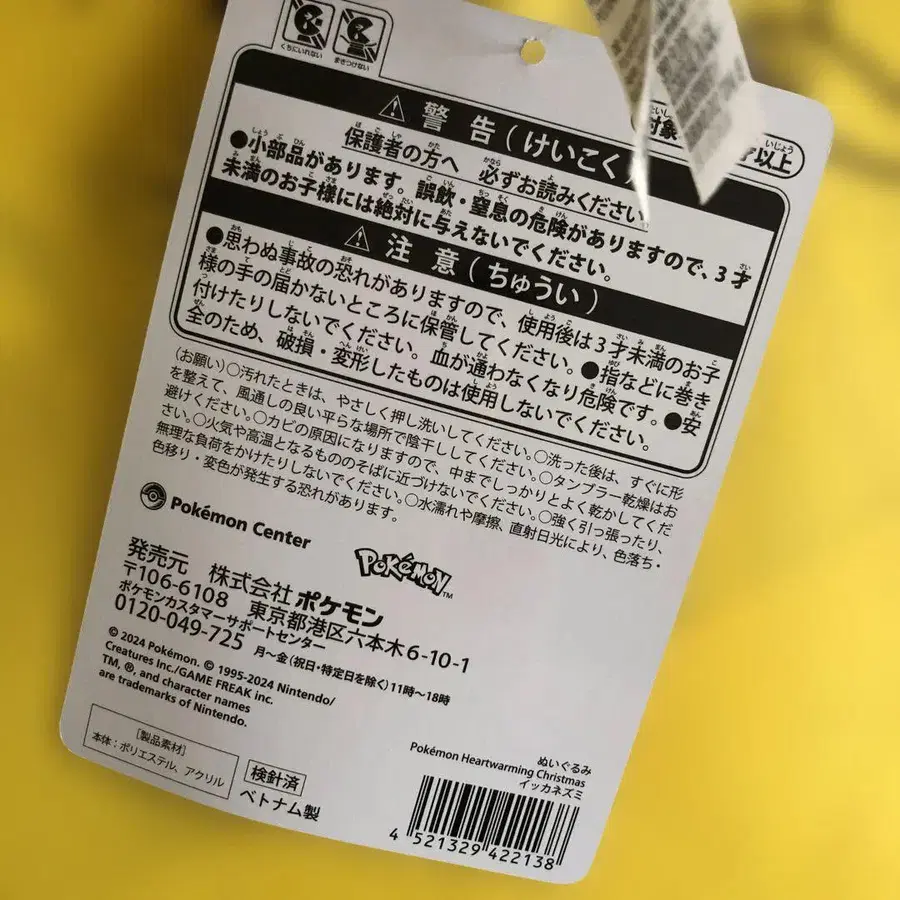 くちにいれない
まきつけない
対象
以上
警告(けいこく)
保護者の方へ 必ずお読みください
●小部品があります。誤飲・窒息の危険がありますので、3才
未満のお子様には絶対に与えないでください。
注意(ちゅうい)
●思わぬ事故の恐れがありますので、使用後は3才未満のお子
様の手の届かないところに保管してください。●指などに巻き
付けたりしないでください。血が通わなくなり危険です。●安
全のため、破損・変形したものは使用しないでください。
(お願い)○汚れたときは、やさしく押し洗いしてください。○洗った後は、すぐに形
を整えて、風通しの良い平らな場所で陰干ししてください。○タンブラー乾燥はお
避けください。○カビの原因になりますので、中までしっかりとよく乾かしてくだ
さい。○火気や高温となるもののそばに近づけないでください。○強く引っ張ったり、
無理な負荷をかけたりしないでください。○水濡れや摩擦、直射日光により、色落ち・
色移り・変色が発生する恐れがあります。
Pokémon Center
POKéMON TM
発売元 株式会社ポケモン
〒106-6108 東京都港区六本木6-10-1
ポケモンカスタマーサポートセンター
0120-049-725 月～金(祝日・特定日を除く)11時～18時
© 2024 Pokémon. © 1995-2024 Nintendo/
Creatures Inc./GAME FREAK inc.
TM, ®, and character names
are trademarks of Nintendo.
[製品素材]
本体：ポリエステル、アクリル
検針済
ベトナム製
ぬいぐるみ
Pokémon Heartwarming Christmas
イッカネズミ
4 521329 422138